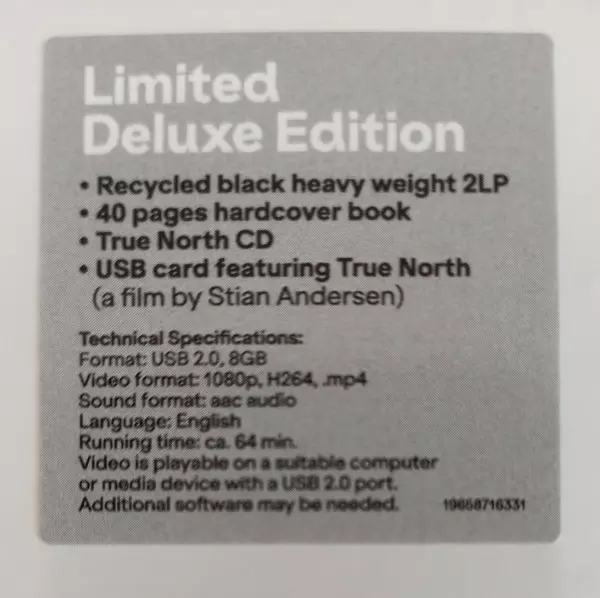 Limited
Deluxe Edition
• Recycled black heavy weight 2LP
• 40 pages hardcover book
• True North CD
• USB card featuring True North
(a film by Stian Andersen)
Technical Specifications:
Format: USB 2.0, 8GB
Video format: 1080p, H264, .mp4
Sound format: aac audio
Language: English
Running time: ca. 64 min.
Video is playable on a suitable computer
or media device with a USB 2.0 port.
Additional software may be needed. 19658716331